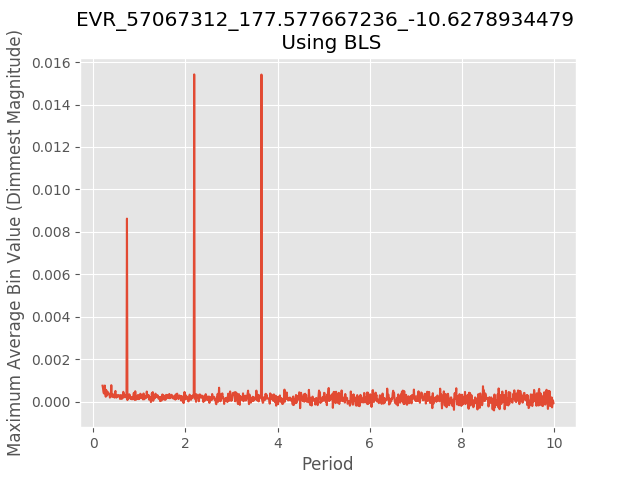 EVR_57067312_177.577667236_-10.6278934479
Using BLS
Maximum Average Bin Value (Dimmest Magnitude)
0.016
0.014
0.012
0.010
0.008
0.006
0.004
0.002
0.000
0 2 4 6 8 10
Period